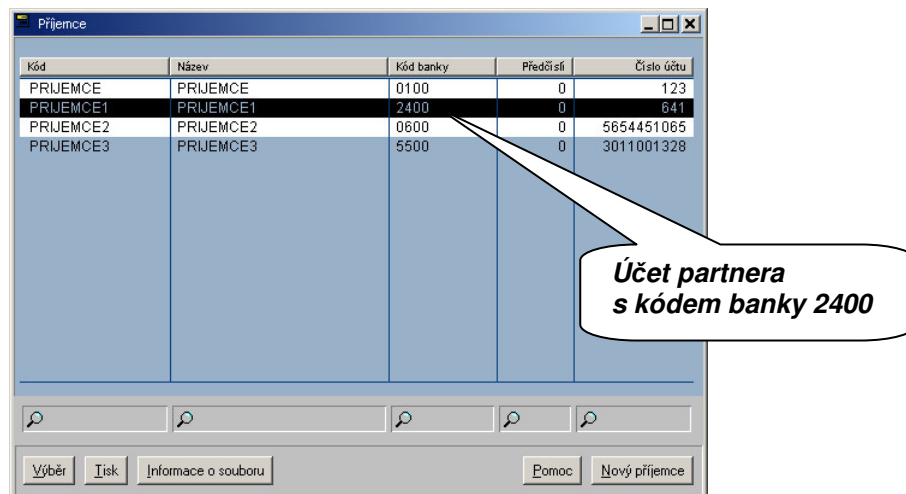 Příjemce
Kód Název Kód banky Předčíslí Číslo účtu
PRIJEMCE PRIJEMCE 0100 0 123
PRIJEMCE1 PRIJEMCE1 2400 0 641
PRIJEMCE2 PRIJEMCE2 0600 0 5654451065
PRIJEMCE3 PRIJEMCE3 5500 0 3011001328
Účet partnera
s kódem banky 2400
Výběr Tisk Informace o souboru Pomoc Nový příjemce